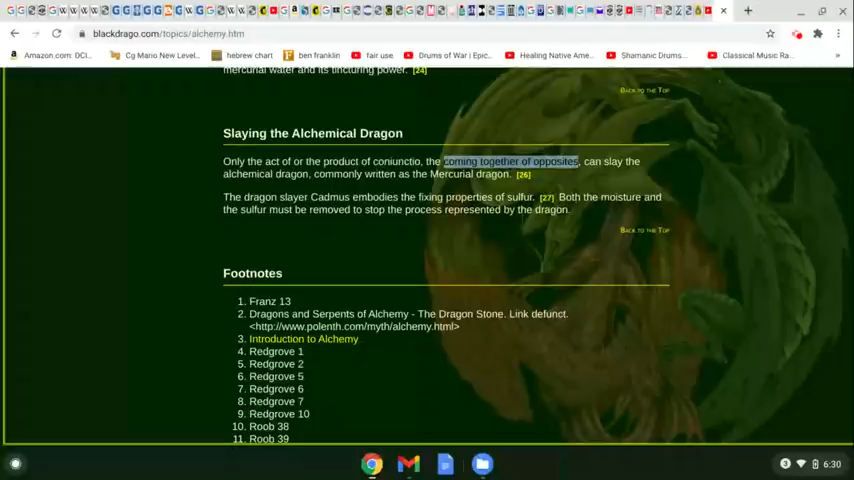 blackdrago.com/topics/alchemy.htm
Amazon.com: DCI...
Cg Mario New Level...
hebrew chart
ben franklin
fair use
Drums of War | Epic...
Healing Native Ame...
Shamanic Drums...
Classical Music Ra...
»
mercurial water and its tincturing power. [24]
Back to the Top
Slaying the Alchemical Dragon
Only the act of or the product of coniunctio, the coming together of opposites, can slay the
alchemical dragon, commonly written as the Mercurial dragon. [26]
The dragon slayer Cadmus embodies the fixing properties of sulfur. [27] Both the moisture and
the sulfur must be removed to stop the process represented by the dragon.
Back to the Top
Footnotes
1. Franz 13
2. Dragons and Serpents of Alchemy - The Dragon Stone. Link defunct.
<http://www.polenth.com/myth/alchemy.html>
3. Introduction to Alchemy
4. Redgrove 1
5. Redgrove 2
6. Redgrove 5
7. Redgrove 6
8. Redgrove 7
9. Redgrove 10
10. Roob 38
11. Roob 39
3
6:30